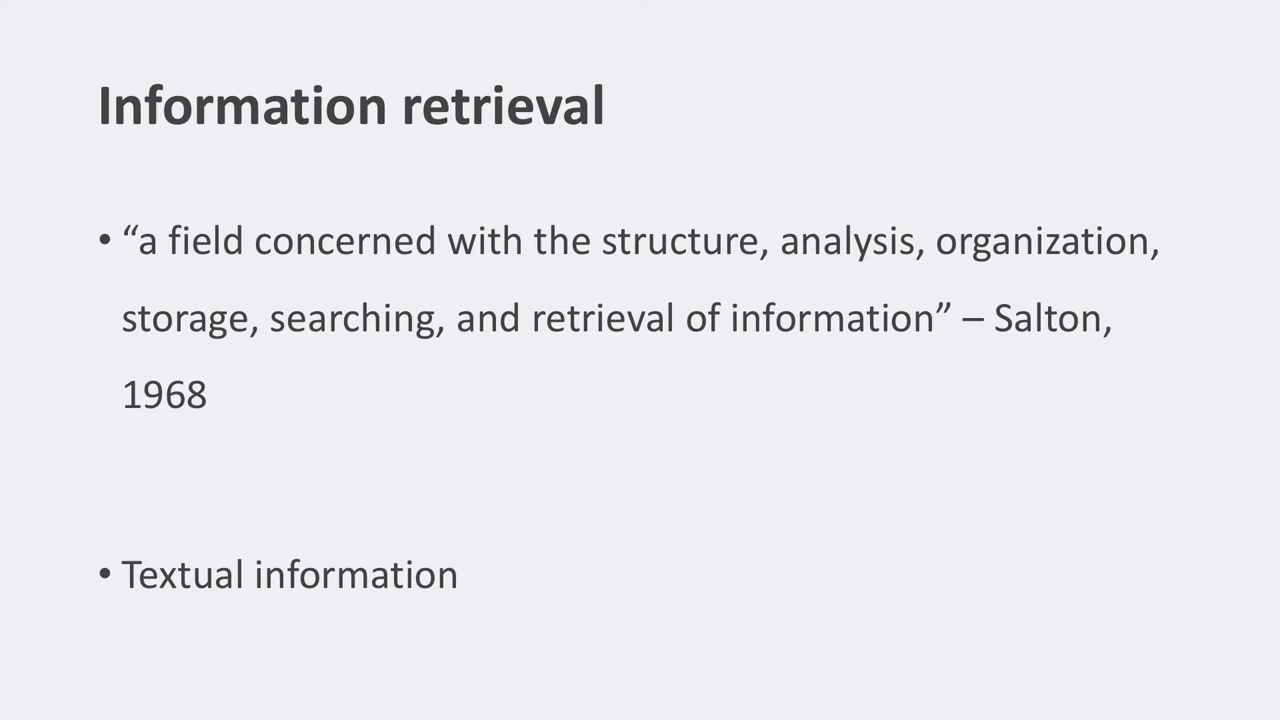 Information retrieval
• “a field concerned with the structure, analysis, organization,
storage, searching, and retrieval of information” – Salton,
1968
• Textual information